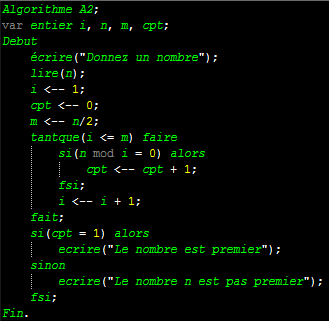 Algorithme A2;
var entier i, n, m, cpt;
Debut
écrire("Donnez un nombre");
lire(n);
i <-- 1;
cpt <-- 0;
m <-- n/2;
tantque(i <= m) faire
si(n mod i = 0) alors
cpt <-- cpt + 1;
fsi;
i <-- i + 1;
fait;
si(cpt = 1) alors
ecrire("Le nombre est premier");
sinon
ecrire("Le nombre n est pas premier");
fsi;
Fin.